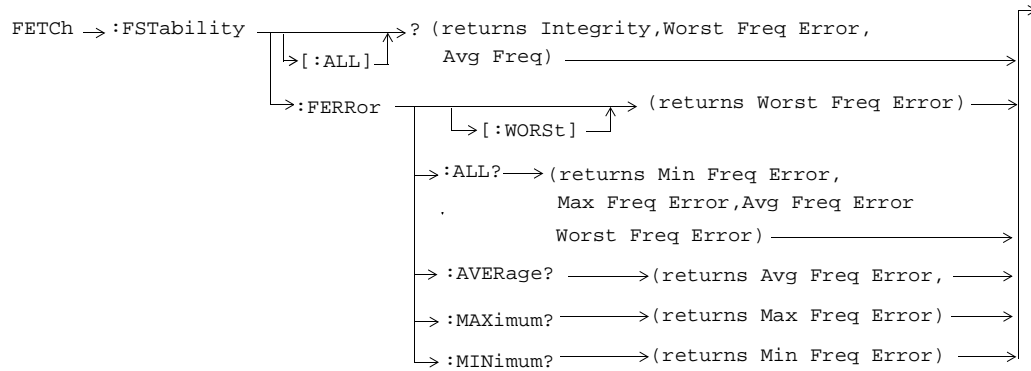 FETCh :FSTability ? (returns Integrity,Worst Freq Error,
[:ALL] Avg Freq)
:FERRor (returns Worst Freq Error)
[:WORSt]
:ALL? (returns Min Freq Error,
Max Freq Error,Avg Freq Error
Worst Freq Error)
:AVERage? (returns Avg Freq Error,
:MAXimum? (returns Max Freq Error)
:MINimum? (returns Min Freq Error)